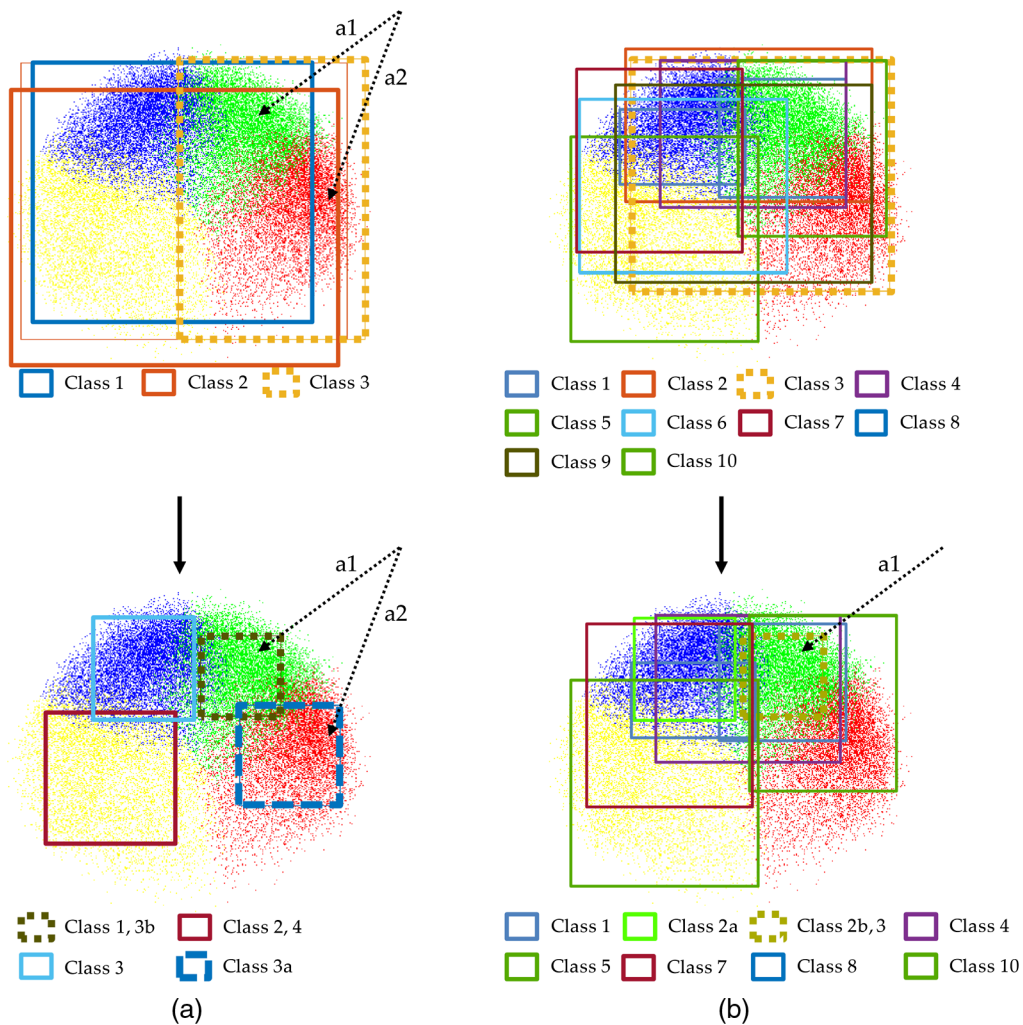 a1
a2
Class 1 Class 2 Class 3
Class 1 Class 2 Class 3 Class 4
Class 5 Class 6 Class 7 Class 8
Class 9 Class 10
a1
a2
a1
Class 1, 3b Class 2, 4
Class 3 Class 3a
Class 1 Class 2a Class 2b, 3 Class 4
Class 5 Class 7 Class 8 Class 10
(a) (b)